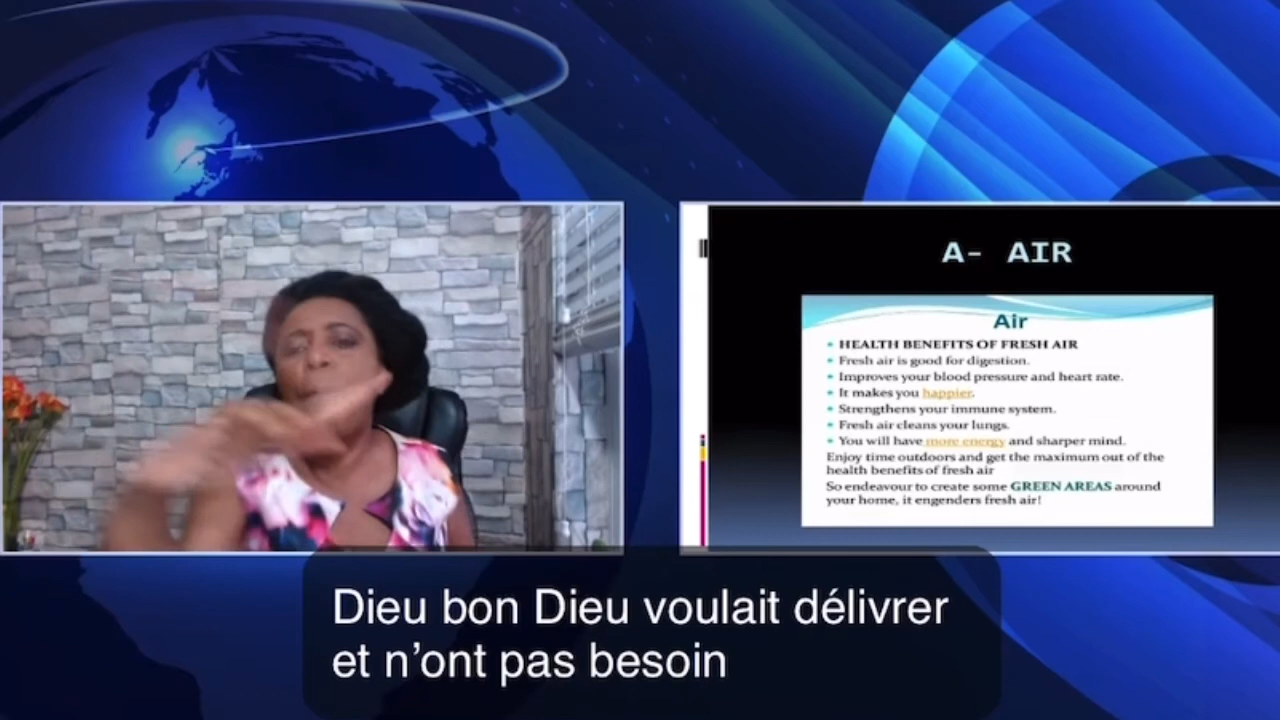 A- AIR
Air
HEALTH BENEFITS OF FRESH AIR
Fresh air is good for digestion.
Improves your blood pressure and heart rate.
It makes you happier.
Strengthens your immune system.
Fresh air cleans your lungs.
You will have more energy and sharper mind.
Enjoy time outdoors and get the maximum out of the
health benefits of fresh air
So endeavour to create some GREEN AREAS around
your home, it engenders fresh air!
Dieu bon Dieu voulait délivrer
et n’ont pas besoin